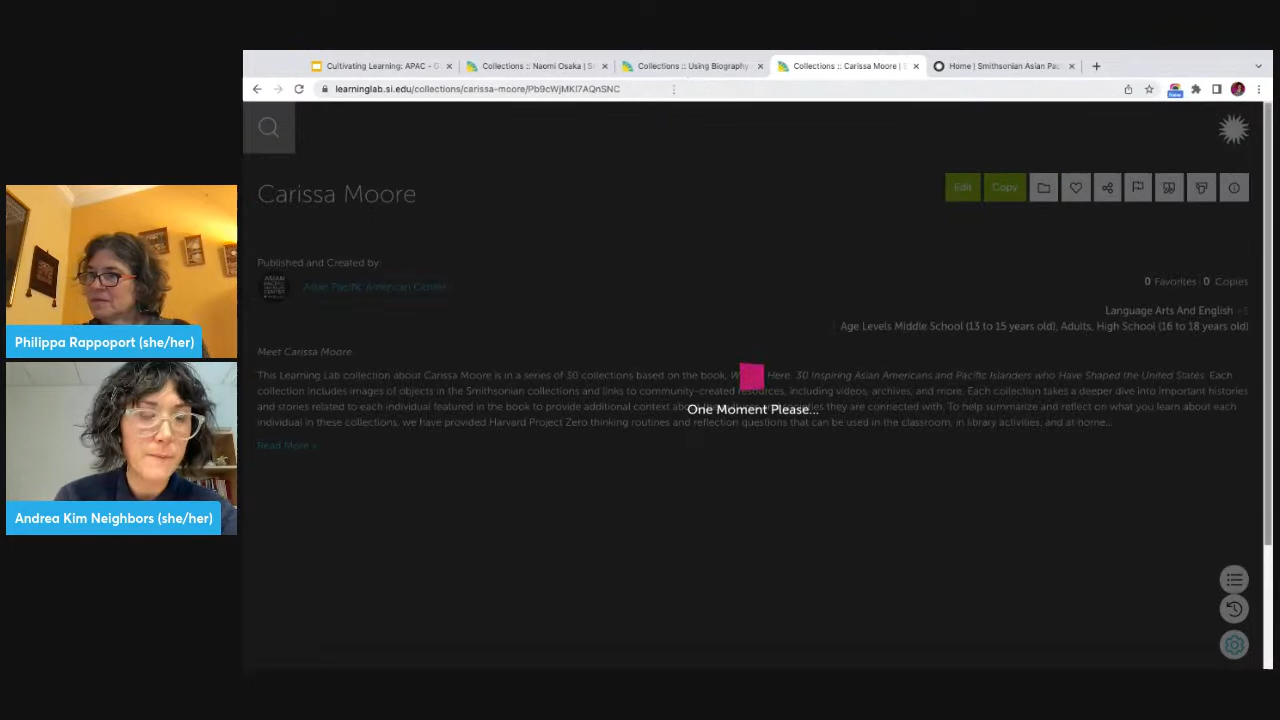 Cultivating Learning: APAC - G
Collections :: Naomi Osaka | S
Collections :: Using Biography
Collections :: Carissa Moore | S
Home | Smithsonian Asian Pac
learninglab.si.edu/collections/carissa-moore/Pb9cWjMKl7AQnSNC
Carissa Moore
Edit
Copy
Published and Created by:
ASIAN PACIFIC AMERICAN CENTER
Asian Pacific American Center
0 Favorites | 0 Copies
Language Arts And English +5
Age Levels Middle School (13 to 15 years old), Adults, High School (16 to 18 years old)
Meet Carissa Moore.
This Learning Lab collection about Carissa Moore is in a series of 30 collections based on the book, W Here: 30 Inspiring Asian Americans and Pacific Islanders who Have Shaped the United States. Each
collection includes images of objects in the Smithsonian collections and links to community-created resources, including videos, archives, and more. Each collection takes a deeper dive into important histories
and stories related to each individual featured in the book to provide additional context they are connected with. To help summarize and reflect on what you learn about each
individual in these collections, we have provided Harvard Project Zero thinking routines and reflection questions that can be used in the classroom, in library activities, and at home...
Read More »
One Moment Please...
Philippa Rappoport (she/her)
Andrea Kim Neighbors (she/her)